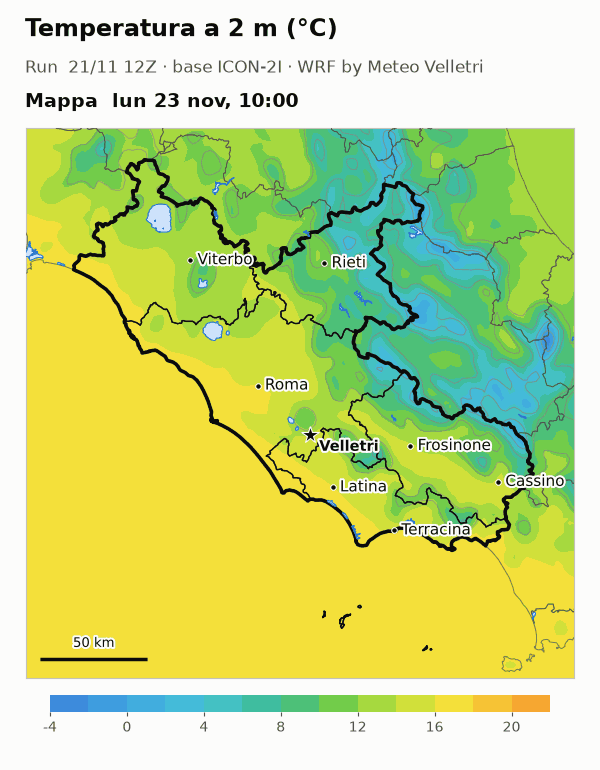 Temperatura a 2 m (°C)
Run  21/11 12Z · base ICON-2I · WRF by Meteo Velletri
Mappa  lun 23 nov, 10:00
Viterbo
Rieti
Roma
Velletri
Frosinone
Cassino
Latina
Terracina
50 km
-4 0 4 8 12 16 20